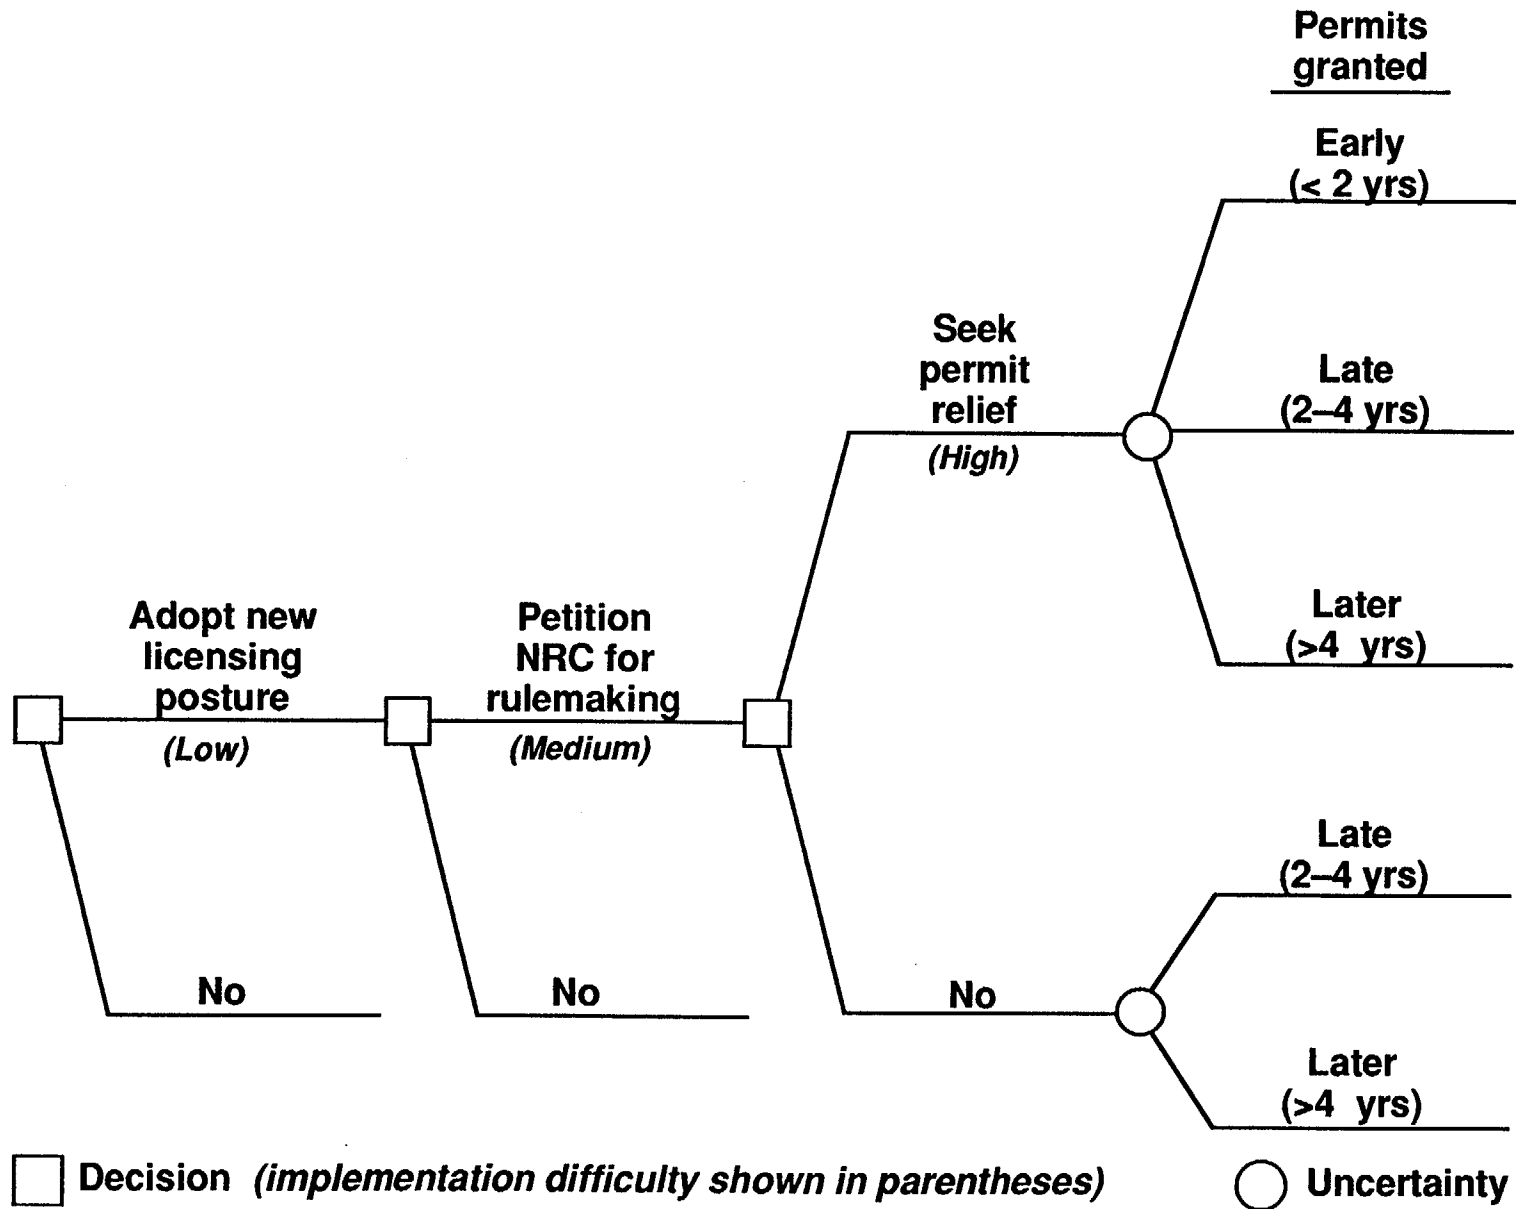 Permits
granted
Early
(< 2 yrs)
Seek
permit
relief
(High)
Late
(2–4 yrs)
Later
(>4 yrs)
Adopt new
licensing
posture
(Low)
Petition
NRC for
rulemaking
(Medium)
Late
(2–4 yrs)
No
No
No
Later
(>4 yrs)
Decision (implementation difficulty shown in parentheses)
Uncertainty